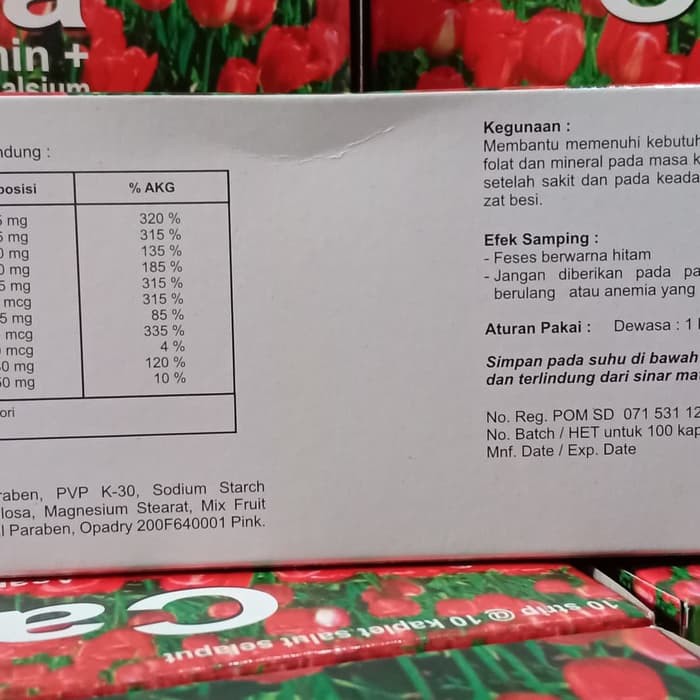 a
min +
alsium
ndung :
posisi % AKG
mg 320 %
mg 315 %
mg 135 %
mg 185 %
5 mg 315 %
mcg 315 %
5 mg 85 %
mcg 335 %
mcg 4 %
0 mg 120 %
50 mg 10 %
ori
raben, PVP K-30, Sodium Starch
losa, Magnesium Stearat, Mix Fruit
l Paraben, Opadry 200F640001 Pink.
Kegunaan :
Membantu memenuhi kebutuh
folat dan mineral pada masa k
setelah sakit dan pada keada
zat besi.
Efek Samping :
- Feses berwarna hitam
- Jangan diberikan pada pa
berulang atau anemia yang
Aturan Pakai : Dewasa : 1
Simpan pada suhu di bawah
dan terlindung dari sinar mat
No. Reg. POM SD 071 531 12
No. Batch / HET untuk 100 kap
Mnf. Date / Exp. Date
Ca
10 strip @ 10 kaplet salut selaput